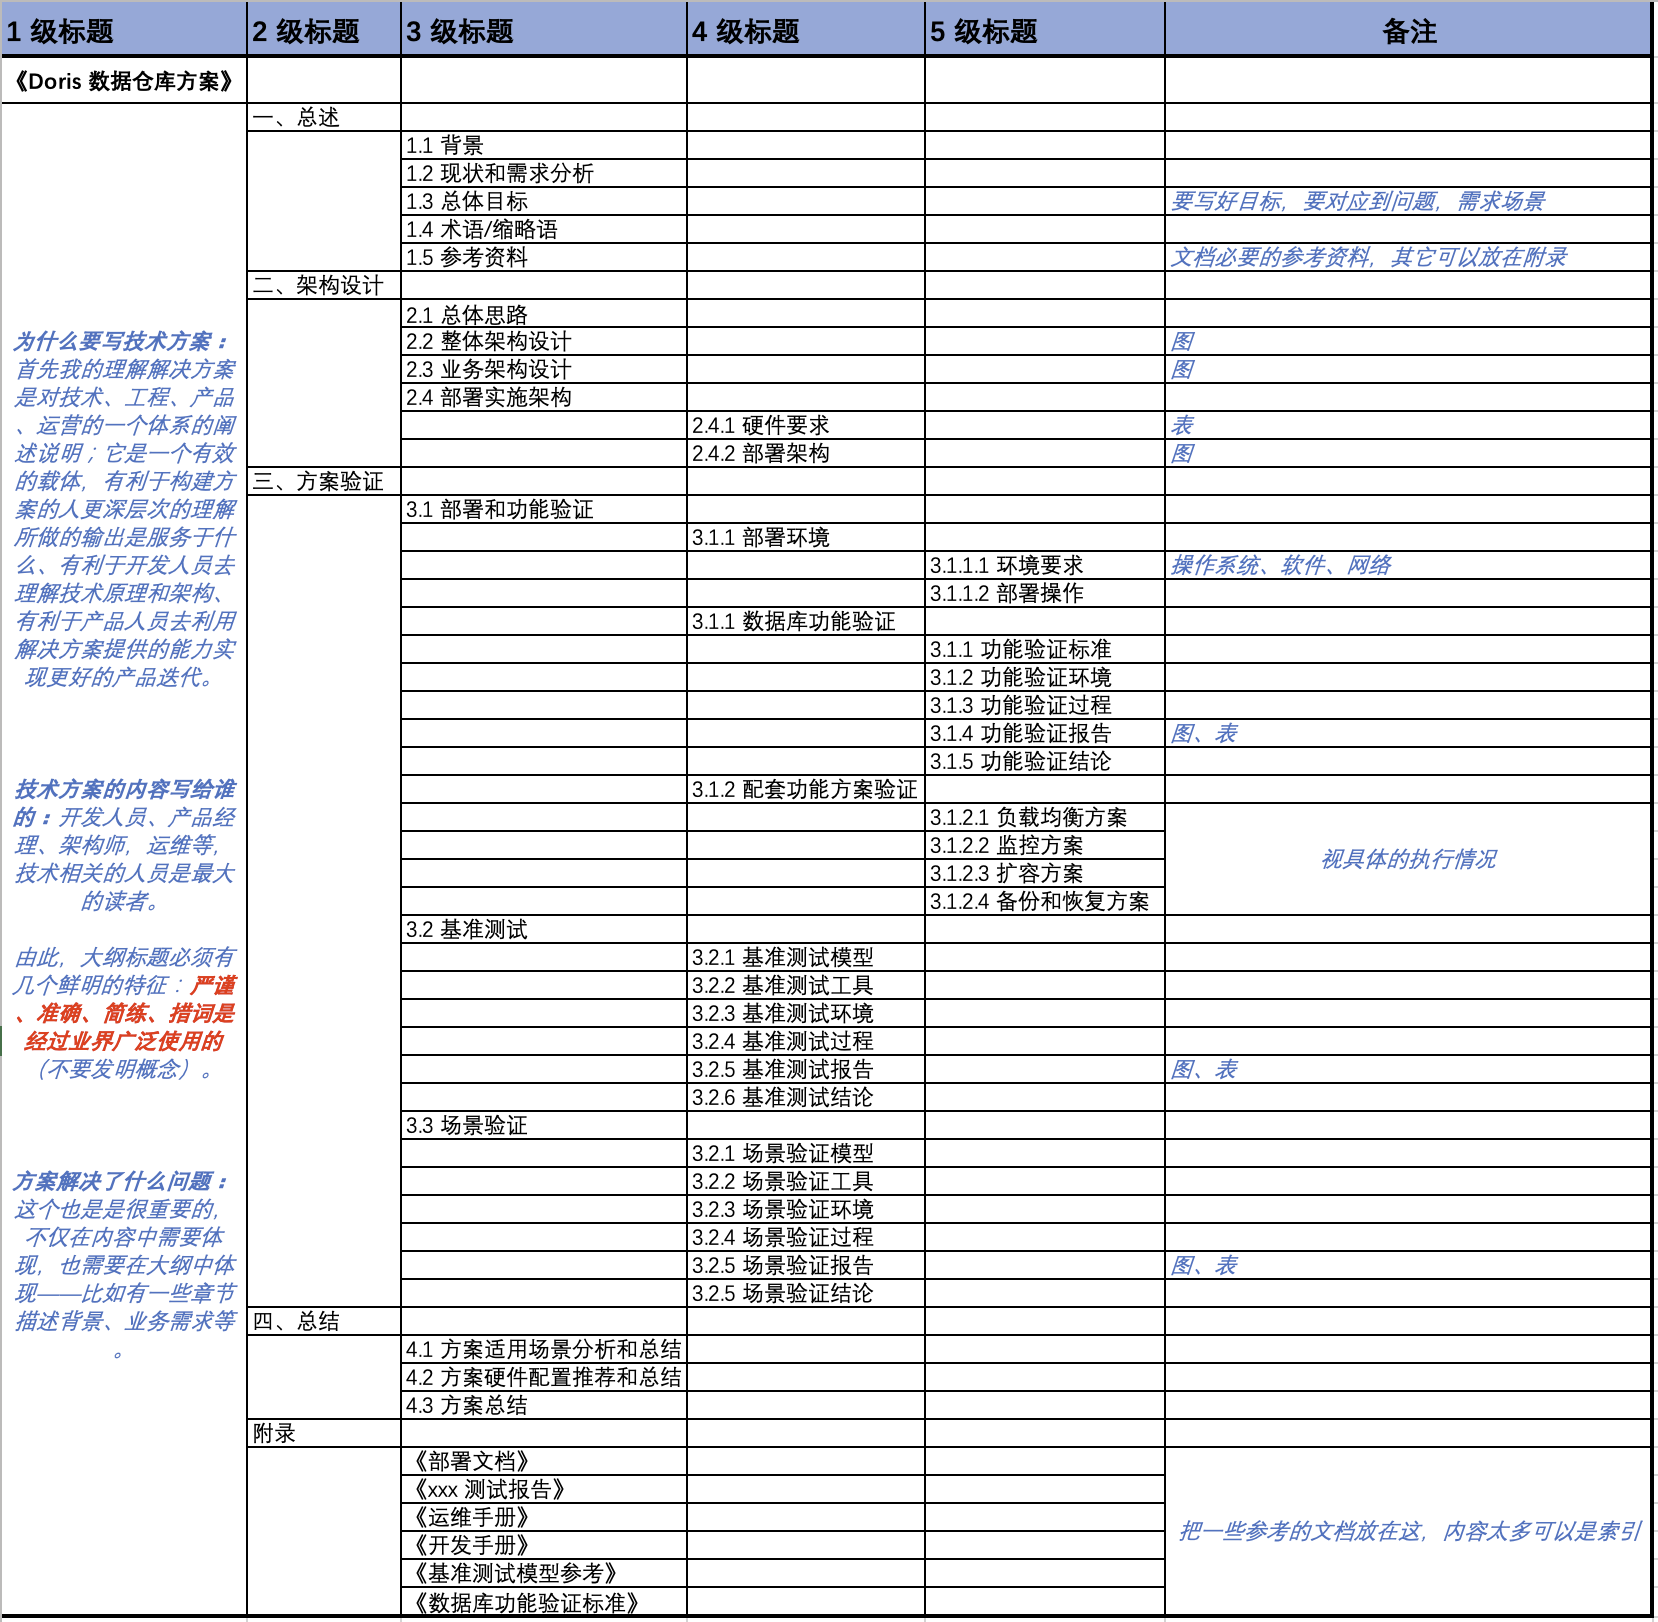 1 级标题	2 级标题	3 级标题	4 级标题	5 级标题	备注
《Doris 数据仓库方案》
为什么要写技术方案：
首先我的理解解决方案
是对技术、工程、产品
、运营的一个体系的阐
述说明；它是一个有效
的载体，有利于构建方
案的人更深层次的理解
所做的输出是服务于什
么、有利于开发人员去
理解技术原理和架构、
有利于产品人员去利用
解决方案提供的能力实
现更好的产品迭代。
技术方案的内容写给谁
的：开发人员、产品经
理、架构师，运维等，
技术相关的人员是最大
的读者。
由此，大纲标题必须有
几个鲜明的特征：严谨
、准确、简练、措词是
经过业界广泛使用的
（不要发明概念）。
方案解决了什么问题：
这个也是是很重要的，
不仅在内容中需要体
现，也需要在大纲中体
现——比如有一些章节
描述背景、业务需求等
。
一、总述
1.1 背景
1.2 现状和需求分析
1.3 总体目标	要写好目标，要对应到问题，需求场景
1.4 术语/缩略语
1.5 参考资料	文档必要的参考资料，其它可以放在附录
二、架构设计
2.1 总体思路
2.2 整体架构设计	图
2.3 业务架构设计	图
2.4 部署实施架构
2.4.1 硬件要求	表
2.4.2 部署架构	图
三、方案验证
3.1 部署和功能验证
3.1.1 部署环境
3.1.1.1 环境要求	操作系统、软件、网络
3.1.1.2 部署操作
3.1.1 数据库功能验证
3.1.1 功能验证标准
3.1.2 功能验证环境
3.1.3 功能验证过程
3.1.4 功能验证报告	图、表
3.1.5 功能验证结论
3.1.2 配套功能方案验证
3.1.2.1 负载均衡方案
3.1.2.2 监控方案
3.1.2.3 扩容方案
3.1.2.4 备份和恢复方案
视具体的执行情况
3.2 基准测试
3.2.1 基准测试模型
3.2.2 基准测试工具
3.2.3 基准测试环境
3.2.4 基准测试过程
3.2.5 基准测试报告	图、表
3.2.6 基准测试结论
3.3 场景验证
3.2.1 场景验证模型
3.2.2 场景验证工具
3.2.3 场景验证环境
3.2.4 场景验证过程
3.2.5 场景验证报告	图、表
3.2.5 场景验证结论
四、总结
4.1 方案适用场景分析和总结
4.2 方案硬件配置推荐和总结
4.3 方案总结
附录
《部署文档》
《xxx 测试报告》
《运维手册》
《开发手册》
《基准测试模型参考》
《数据库功能验证标准》
把一些参考的文档放在这，内容太多可以是索引